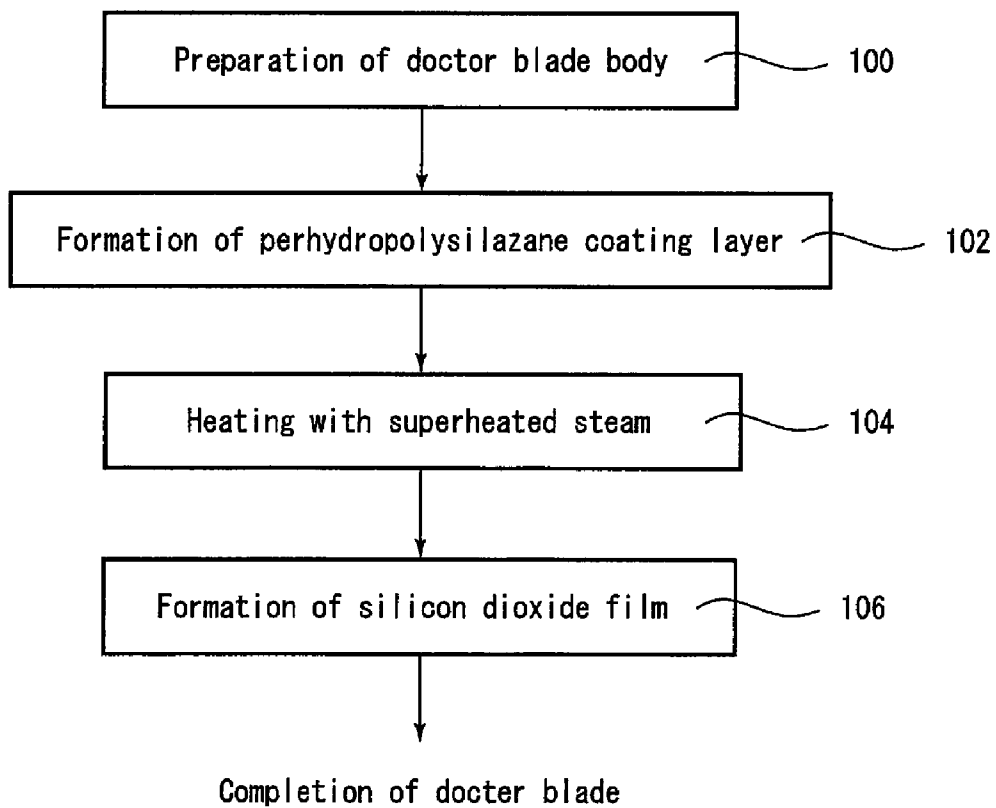 Preparation of doctor blade body 100
Formation of perhydropolysilazane coating layer 102
Heating with superheated steam 104
Formation of silicon dioxide film 106
Completion of docter blade